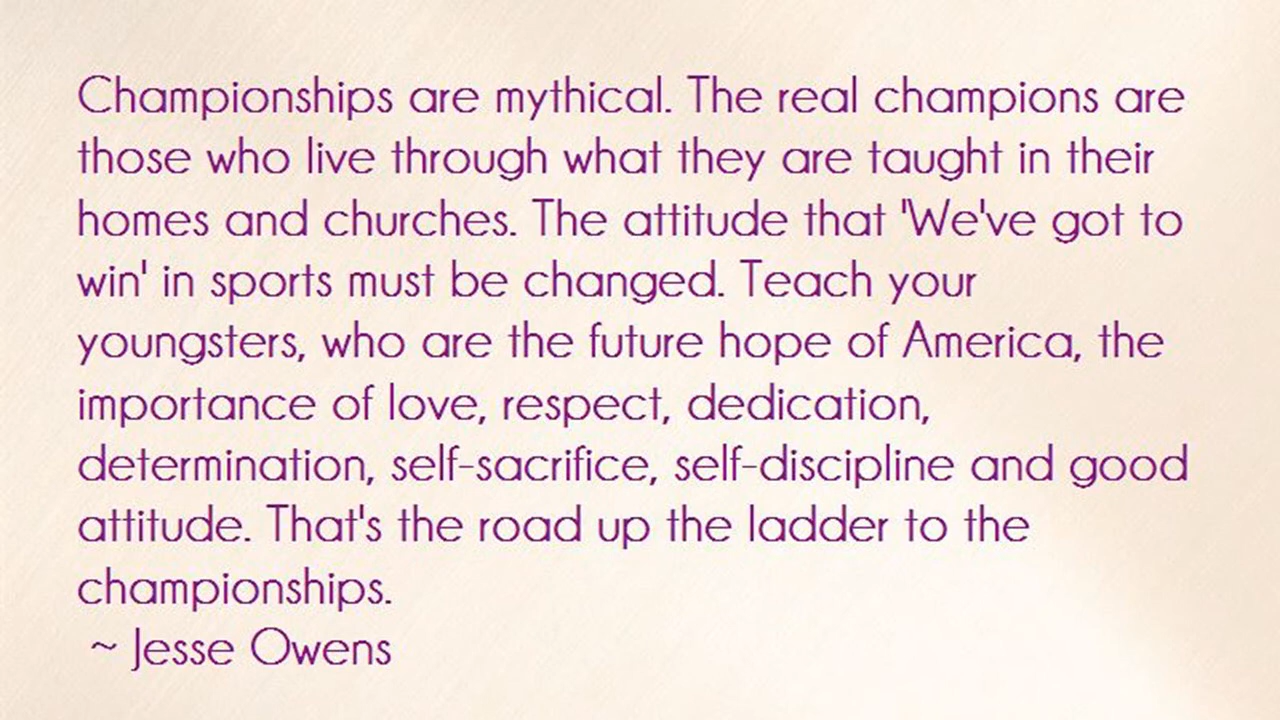 Championships are mythical. The real champions are
those who live through what they are taught in their
homes and churches. The attitude that 'We've got to
win' in sports must be changed. Teach your
youngsters, who are the future hope of America, the
importance of love, respect, dedication,
determination, self-sacrifice, self-discipline and good
attitude. That's the road up the ladder to the
championships.
~ Jesse Owens